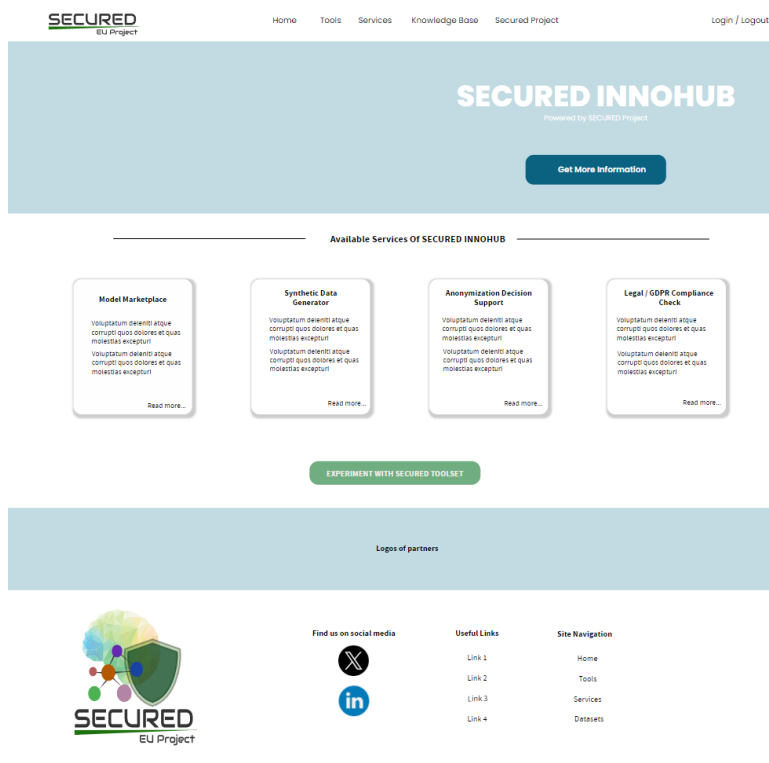 SECURED
EU Project
Home Tools Services Knowledge Base Secured Project Login / Logout
SECURED INNOHUB
Powered by SECURED Project
Get More Information
Available Services Of SECURED INNOHUB
Model Marketplace
Voluptatum deleniti atque
corrupti quos dolores et quas
molestias excepturi
Voluptatum deleniti atque
corrupti quos dolores et quas
molestias excepturi
Read more...
Synthetic Data
Generator
Voluptatum deleniti atque
corrupti quos dolores et quas
molestias excepturi
Voluptatum deleniti atque
corrupti quos dolores et quas
molestias excepturi
Read more...
Anonymization Decision
Support
Voluptatum deleniti atque
corrupti quos dolores et quas
molestias excepturi
Voluptatum deleniti atque
corrupti quos dolores et quas
molestias excepturi
Read more...
Legal / GDPR Compliance
Check
Voluptatum deleniti atque
corrupti quos dolores et quas
molestias excepturi
Voluptatum deleniti atque
corrupti quos dolores et quas
molestias excepturi
Read more...
EXPERIMENT WITH SECURED TOOLSET
Logos of partners
SECURED
EU Project
Find us on social media
X
in
Useful Links
Link 1
Link 2
Link 3
Link 4
Site Navigation
Home
Tools
Services
Datasets